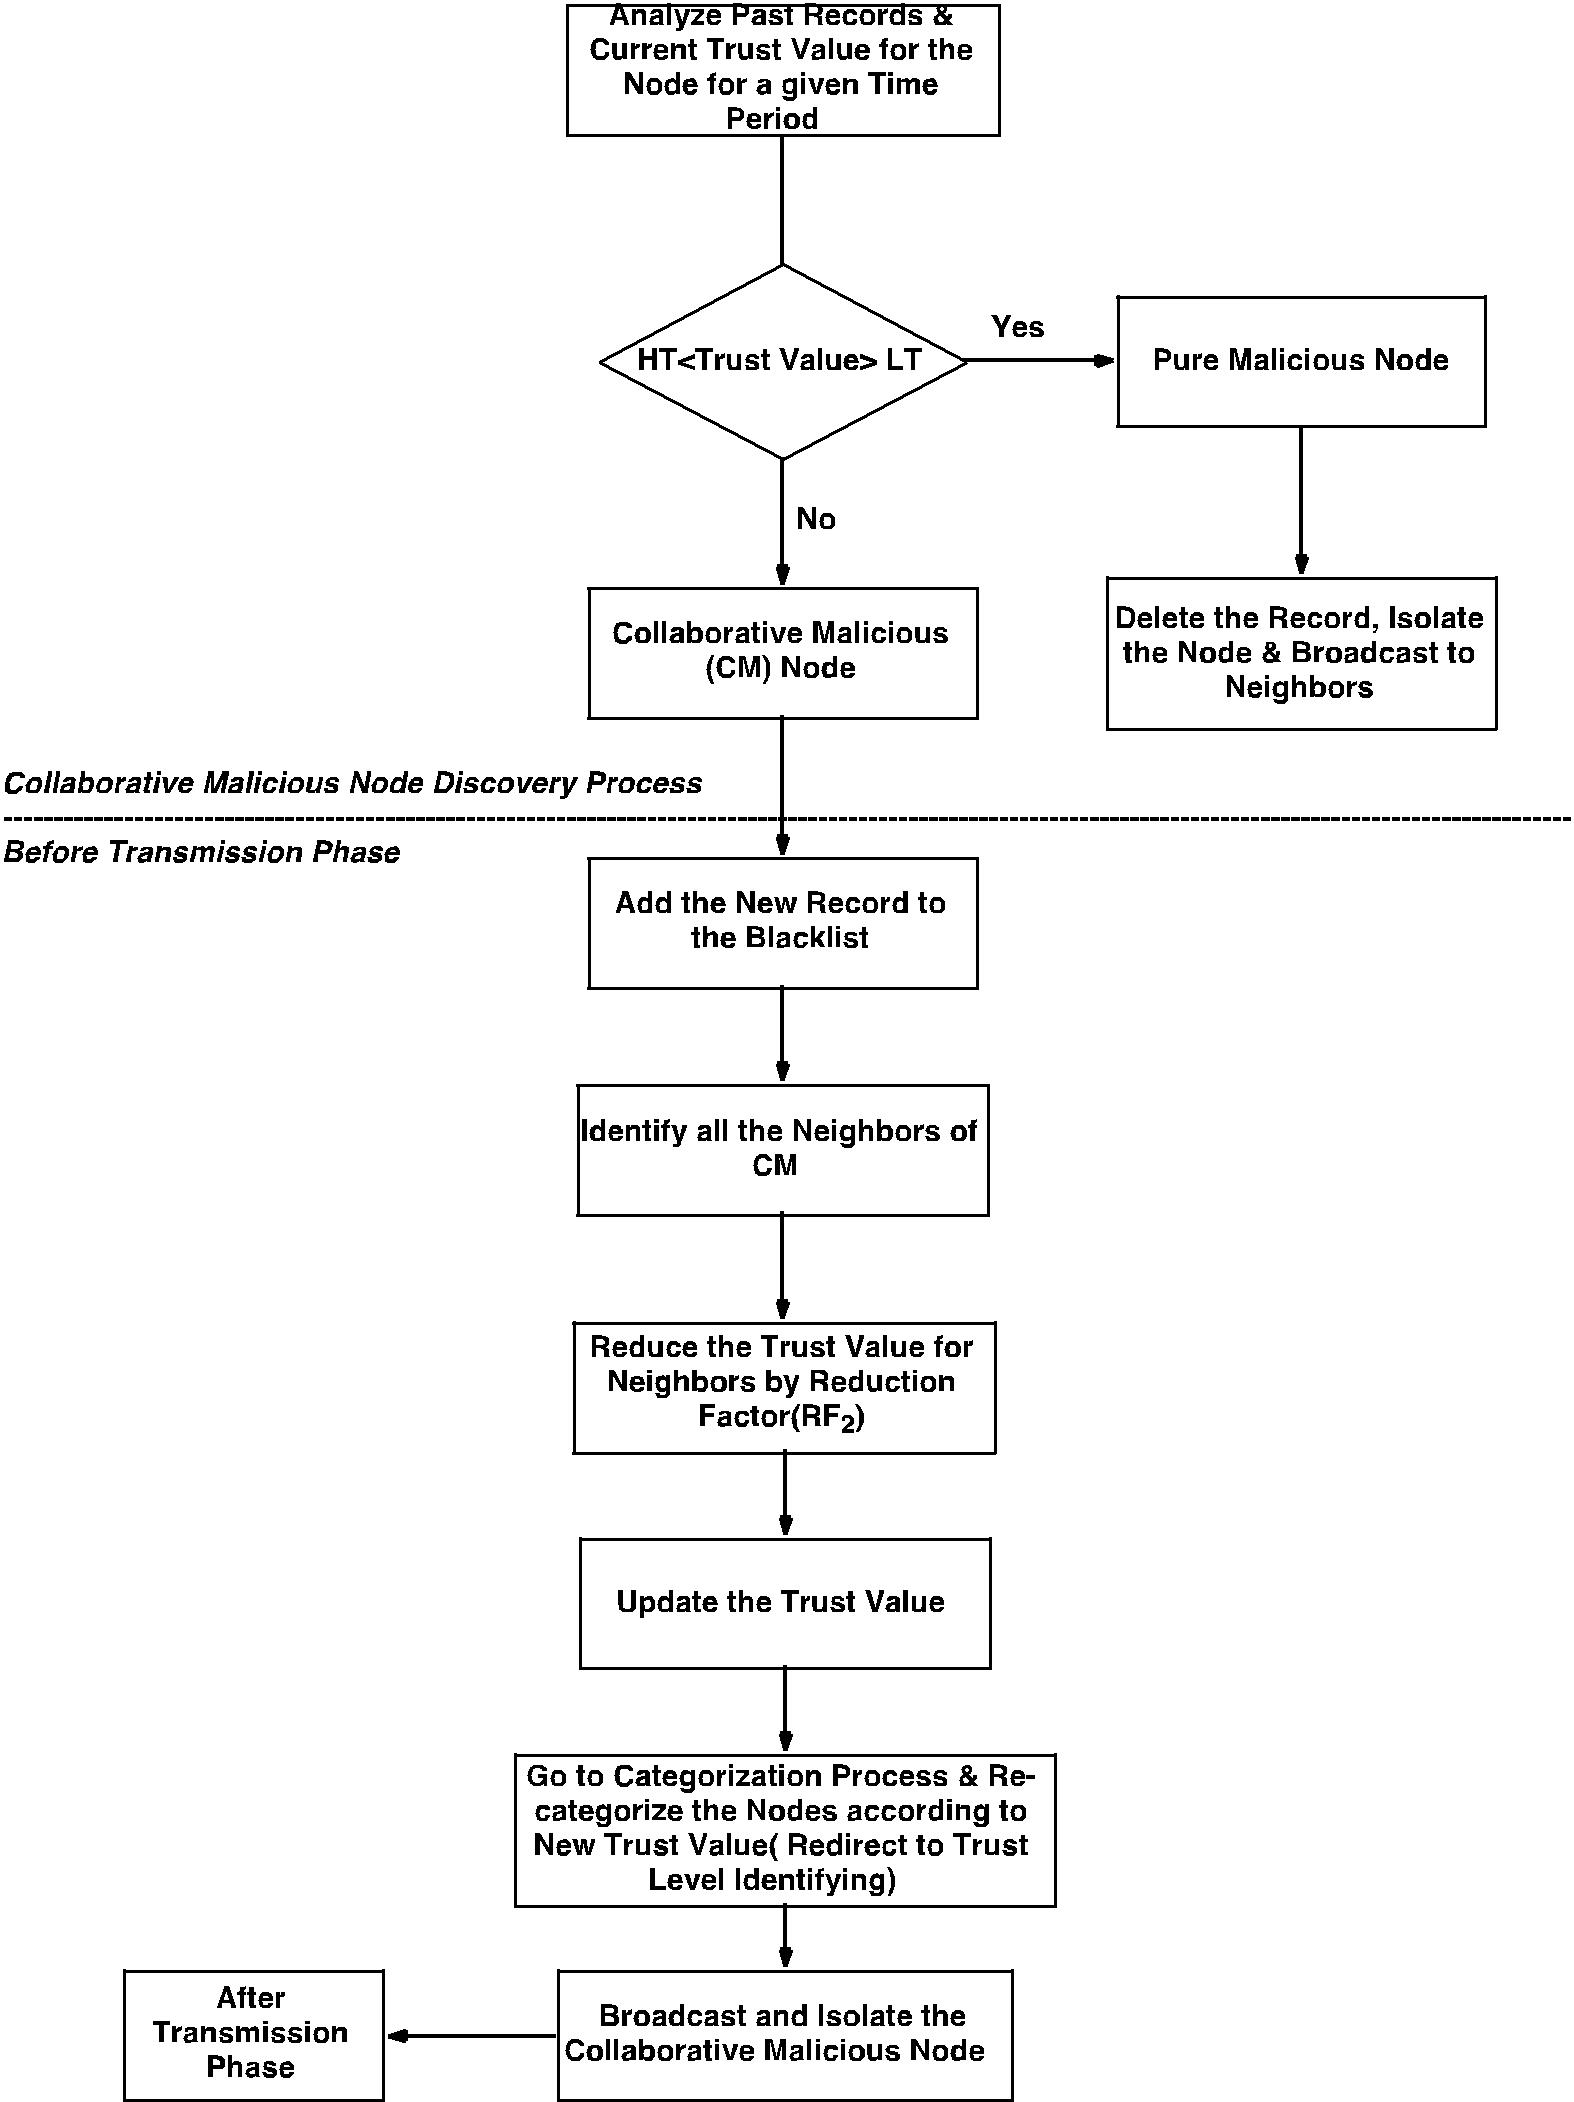 Analyze Past Records &
Current Trust Value for the
Node for a given Time
Period
HT<Trust Value> LT
Yes
Pure Malicious Node
No
Delete the Record, Isolate
the Node & Broadcast to
Neighbors
Collaborative Malicious
(CM) Node
Collaborative Malicious Node Discovery Process
Before Transmission Phase
Add the New Record to
the Blacklist
Identify all the Neighbors of
CM
Reduce the Trust Value for
Neighbors by Reduction
Factor(RF₂)
Update the Trust Value
Go to Categorization Process & Re-
categorize the Nodes according to
New Trust Value( Redirect to Trust
Level Identifying)
Broadcast and Isolate the
Collaborative Malicious Node
After
Transmission
Phase